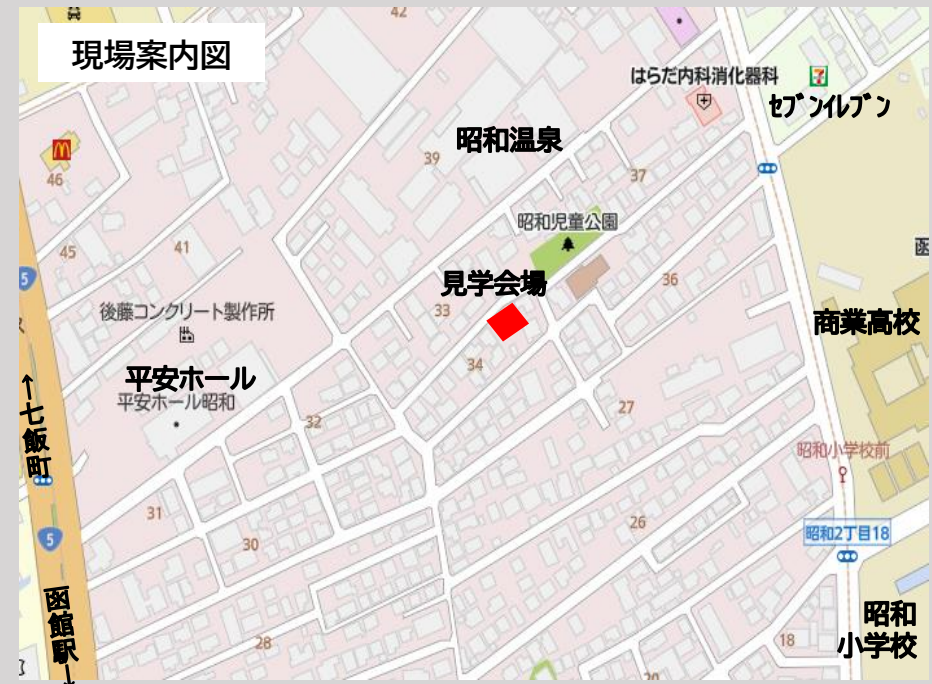 現場案内図
42
はらだ内科消化器科
ｾﾌﾞﾝｲﾚﾌﾞﾝ
昭和温泉
39
37
46
昭和児童公園
45
41
5
見学会場
36
33
後藤コンクリート製作所
商業高校
平安ホール
平安ホール昭和
34
←七飯町
32
27
昭和小学校前
31
26
5
30
昭和2丁目18
函館駅→
28
18
昭和
小学校